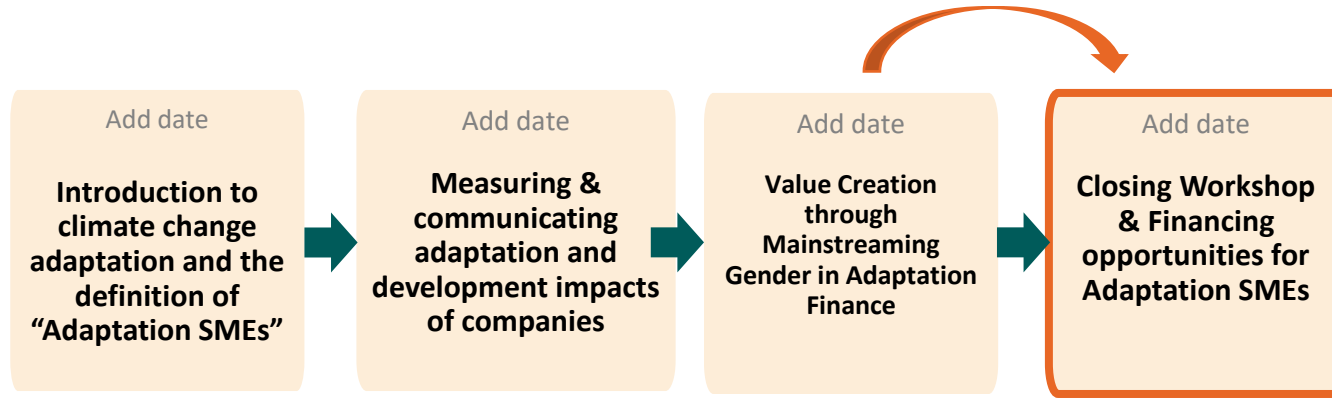 Add date
Introduction to
climate change
adaptation and the
definition of
“Adaptation SMEs”
Add date
Measuring &
communicating
adaptation and
development impacts
of companies
Add date
Value Creation
through
Mainstreaming
Gender in Adaptation
Finance
Add date
Closing Workshop
& Financing
opportunities for
Adaptation SMEs